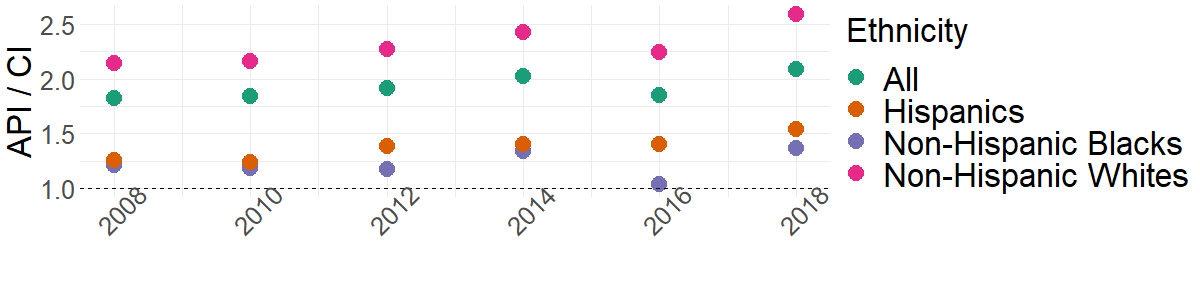 API / CI
2.5
2.0
1.5
1.0
2008
2010
2012
2014
2016
2018
Ethnicity
All
Hispanics
Non-Hispanic Blacks
Non-Hispanic Whites